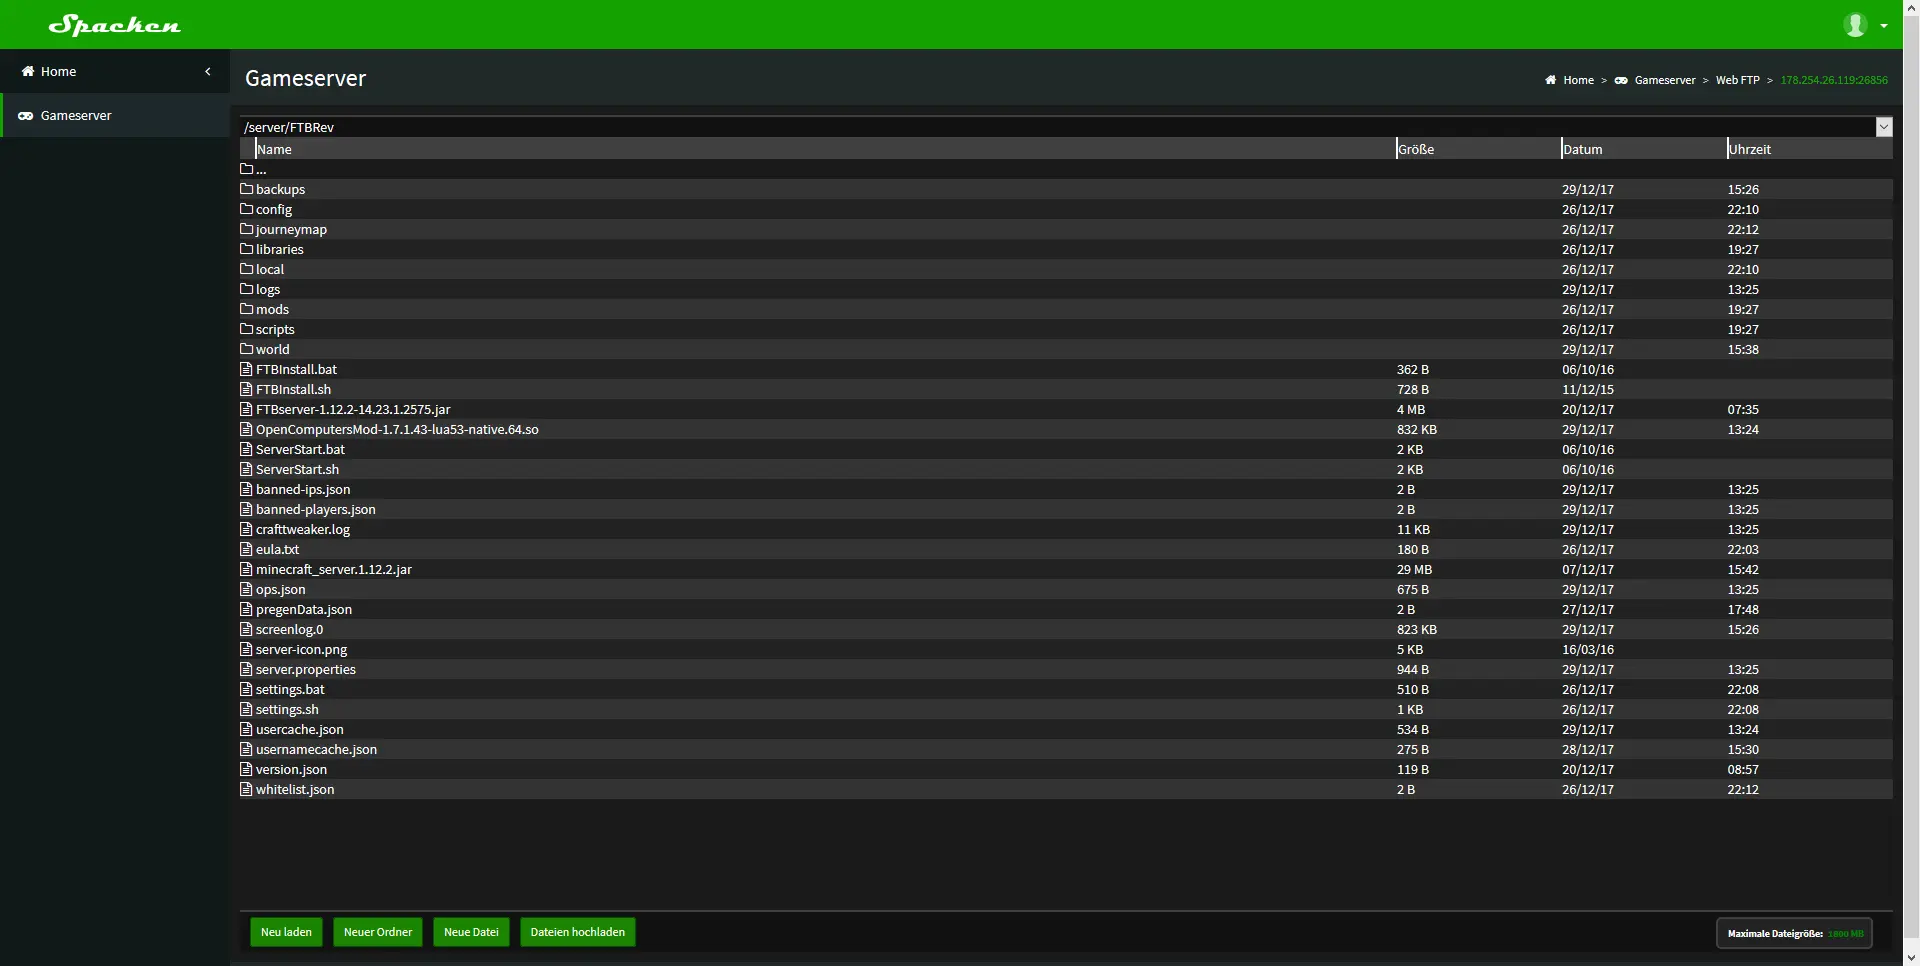 Spacken
Home
Gameserver
Gameserver
Home > Gameserver > Web FTP > 178.254.26.119:26856
/server/FTBRev
Name Größe Datum Uhrzeit
...
backups 29/12/17 15:26
config 26/12/17 22:10
journeymap 26/12/17 22:12
libraries 26/12/17 19:27
local 26/12/17 22:10
logs 29/12/17 13:25
mods 26/12/17 19:27
scripts 26/12/17 19:27
world 29/12/17 15:38
FTBInstall.bat 362 B 06/10/16
FTBInstall.sh 728 B 11/12/15
FTBserver-1.12.2-14.23.1.2575.jar 4 MB 20/12/17 07:35
OpenComputersMod-1.7.1.43-lua53-native.64.so 832 KB 29/12/17 13:24
ServerStart.bat 2 KB 06/10/16
ServerStart.sh 2 KB 06/10/16
banned-ips.json 2 B 29/12/17 13:25
banned-players.json 2 B 29/12/17 13:25
crafttweaker.log 11 KB 29/12/17 13:25
eula.txt 180 B 26/12/17 22:03
minecraft_server.1.12.2.jar 29 MB 07/12/17 15:42
ops.json 675 B 29/12/17 13:25
pregenData.json 2 B 27/12/17 17:48
screenlog.0 823 KB 29/12/17 15:26
server-icon.png 5 KB 16/03/16
server.properties 944 B 29/12/17 13:25
settings.bat 510 B 26/12/17 22:08
settings.sh 1 KB 26/12/17 22:08
usercache.json 534 B 29/12/17 13:24
usernamecache.json 275 B 28/12/17 15:30
version.json 119 B 20/12/17 08:57
whitelist.json 2 B 26/12/17 22:12
Neu laden Neuer Ordner Neue Datei Dateien hochladen
Maximale Dateigröße: 1800 MB